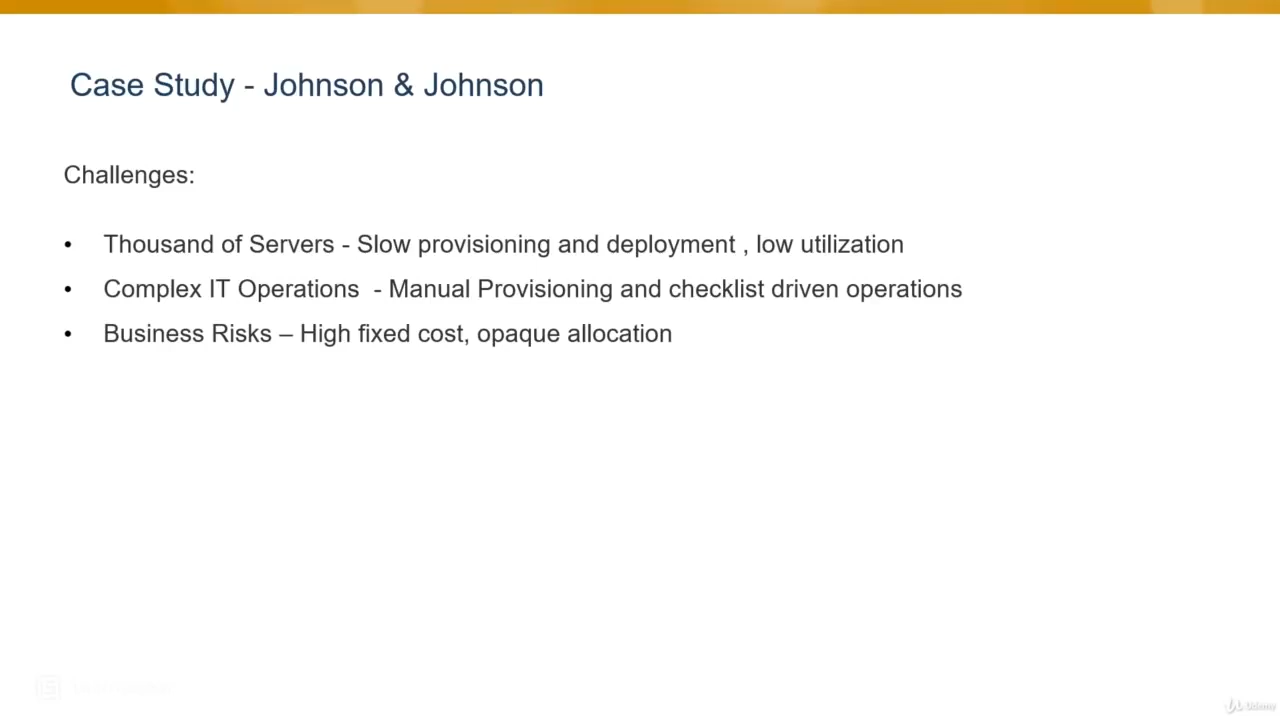 Case Study - Johnson & Johnson
Challenges:
• Thousand of Servers - Slow provisioning and deployment , low utilization
• Complex IT Operations - Manual Provisioning and checklist driven operations
• Business Risks – High fixed cost, opaque allocation
Udemy